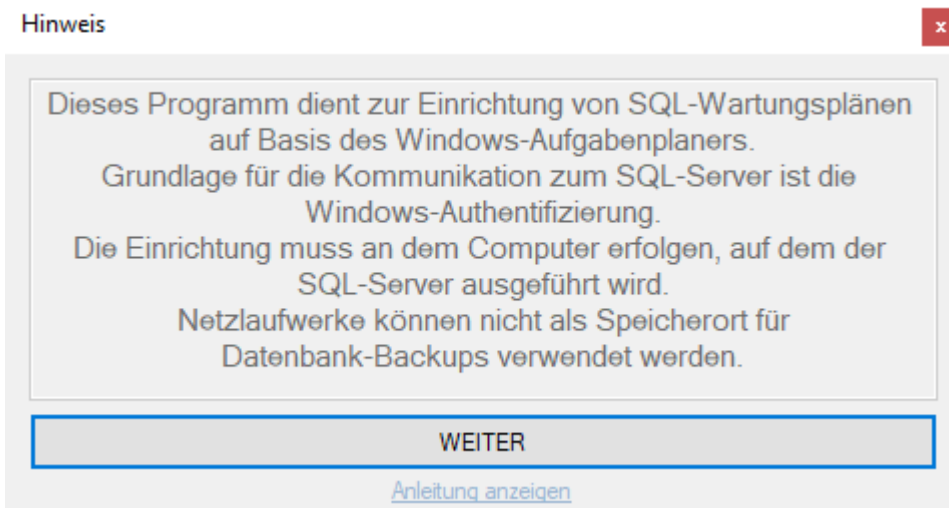 Hinweis
x
Dieses Programm dient zur Einrichtung von SQL-Wartungsplänen
auf Basis des Windows-Aufgabenplaners.
Grundlage für die Kommunikation zum SQL-Server ist die
Windows-Authentifizierung.
Die Einrichtung muss an dem Computer erfolgen, auf dem der
SQL-Server ausgeführt wird.
Netzlaufwerke können nicht als Speicherort für
Datenbank-Backups verwendet werden.
WEITER
Anleitung anzeigen